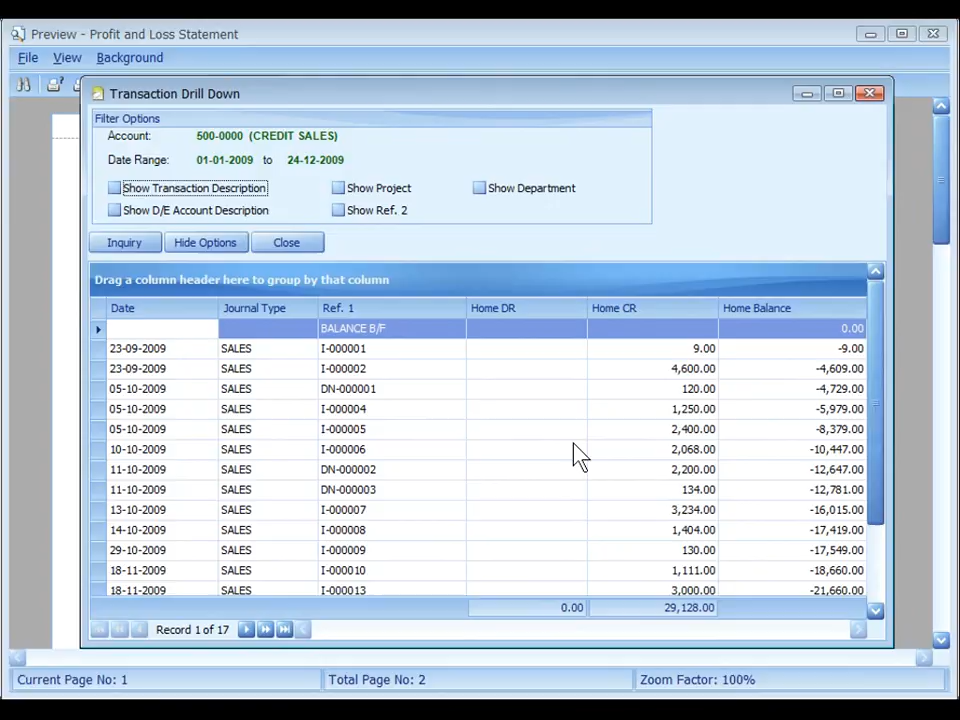 Preview - Profit and Loss Statement
File View Background
Transaction Drill Down
Filter Options
Account: 500-0000 (CREDIT SALES)
Date Range: 01-01-2009 to 24-12-2009
Show Transaction Description Show Project Show Department
Show D/E Account Description Show Ref. 2
Inquiry Hide Options Close
Drag a column header here to group by that column
Date Journal Type Ref. 1 Home DR Home CR Home Balance
BALANCE B/F 0.00
23-09-2009 SALES I-000001 9.00 -9.00
23-09-2009 SALES I-000002 4,600.00 -4,609.00
05-10-2009 SALES DN-000001 120.00 -4,729.00
05-10-2009 SALES I-000004 1,250.00 -5,979.00
05-10-2009 SALES I-000005 2,400.00 -8,379.00
10-10-2009 SALES I-000006 2,068.00 -10,447.00
11-10-2009 SALES DN-000002 2,200.00 -12,647.00
11-10-2009 SALES DN-000003 134.00 -12,781.00
13-10-2009 SALES I-000007 3,234.00 -16,015.00
14-10-2009 SALES I-000008 1,404.00 -17,419.00
29-10-2009 SALES I-000009 130.00 -17,549.00
18-11-2009 SALES I-000010 1,111.00 -18,660.00
18-11-2009 SALES I-000013 3,000.00 -21,660.00
0.00 29,128.00
Record 1 of 17
Current Page No: 1 Total Page No: 2 Zoom Factor: 100%